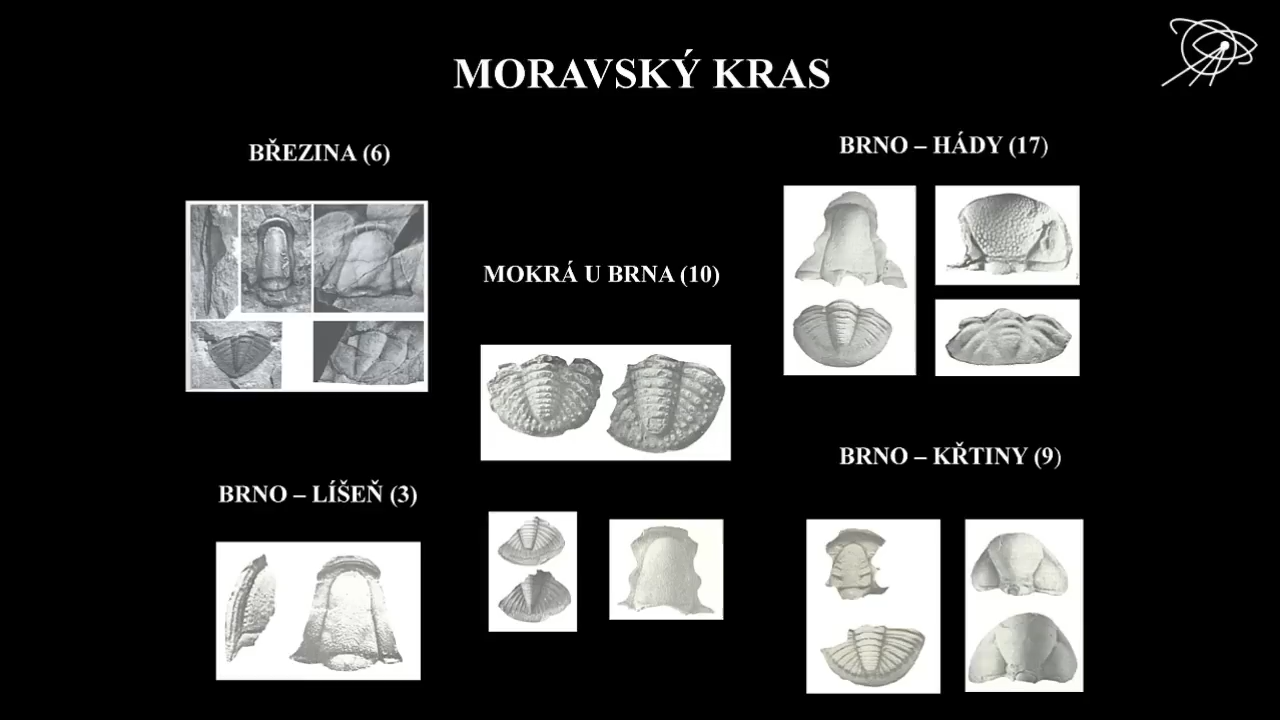 MORAVSKÝ KRAS
BŘEZINA (6)
BRNO – HÁDY (17)
MOKRÁ U BRNA (10)
BRNO – KŘTINY (9)
BRNO – LÍŠEŇ (3)